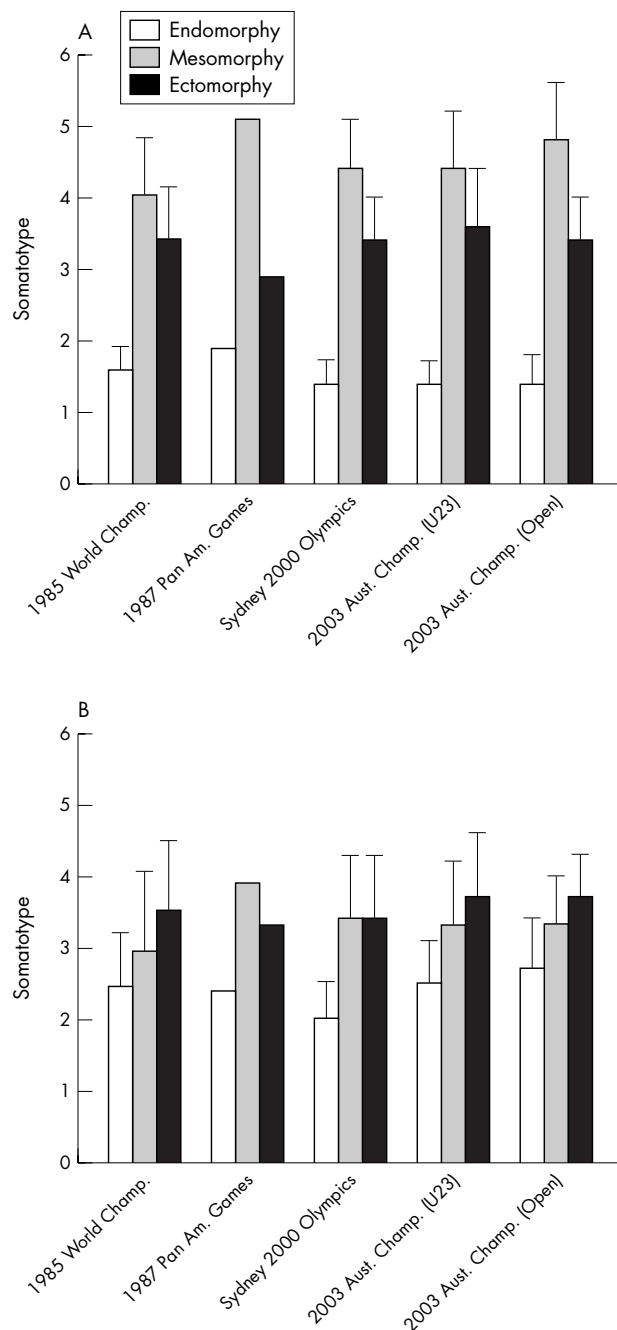 A
Endomorphy
Mesomorphy
Ectomorphy
6
5
4
3
2
1
0
Somatotype
1985 World Champ.
1987 Pan Am. Games
Sydney 2000 Olympics
2003 Aust. Champ. (U23)
2003 Aust. Champ. (Open)
B
6
5
4
3
2
1
0
Somatotype
1985 World Champ.
1987 Pan Am. Games
Sydney 2000 Olympics
2003 Aust. Champ. (U23)
2003 Aust. Champ. (Open)